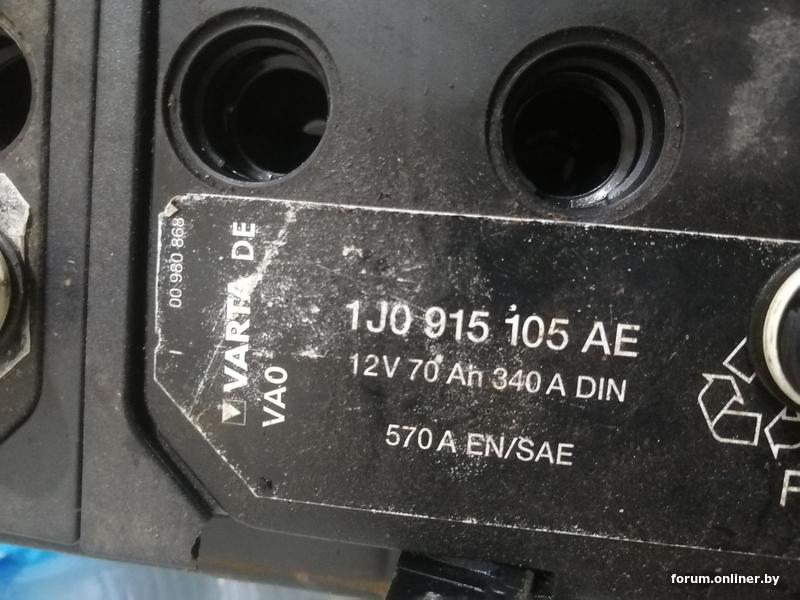 00 980 868
VARTA DE
VA0
1J0 915 105 AE
12V 70 Ah 340 A DIN
570 A EN/SAE
P
forum.onliner.by